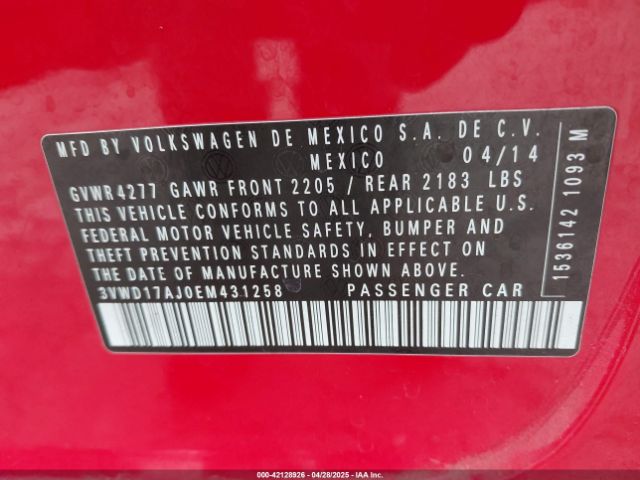 MFD BY VOLKSWAGEN DE MEXICO S.A. DE C.V.
MEXICO 04/14
GVWR 4277 GAWR FRONT 2205 / REAR 2183 LBS
THIS VEHICLE CONFORMS TO ALL APPLICABLE U.S.
FEDERAL MOTOR VEHICLE SAFETY, BUMPER AND
THEFT PREVENTION STANDARDS IN EFFECT ON
THE DATE OF MANUFACTURE SHOWN ABOVE.
3VWD17AJ0EM431258 PASSENGER CAR
1536142 1093 M
000-42128926 - 04/28/2025 - IAA Inc.